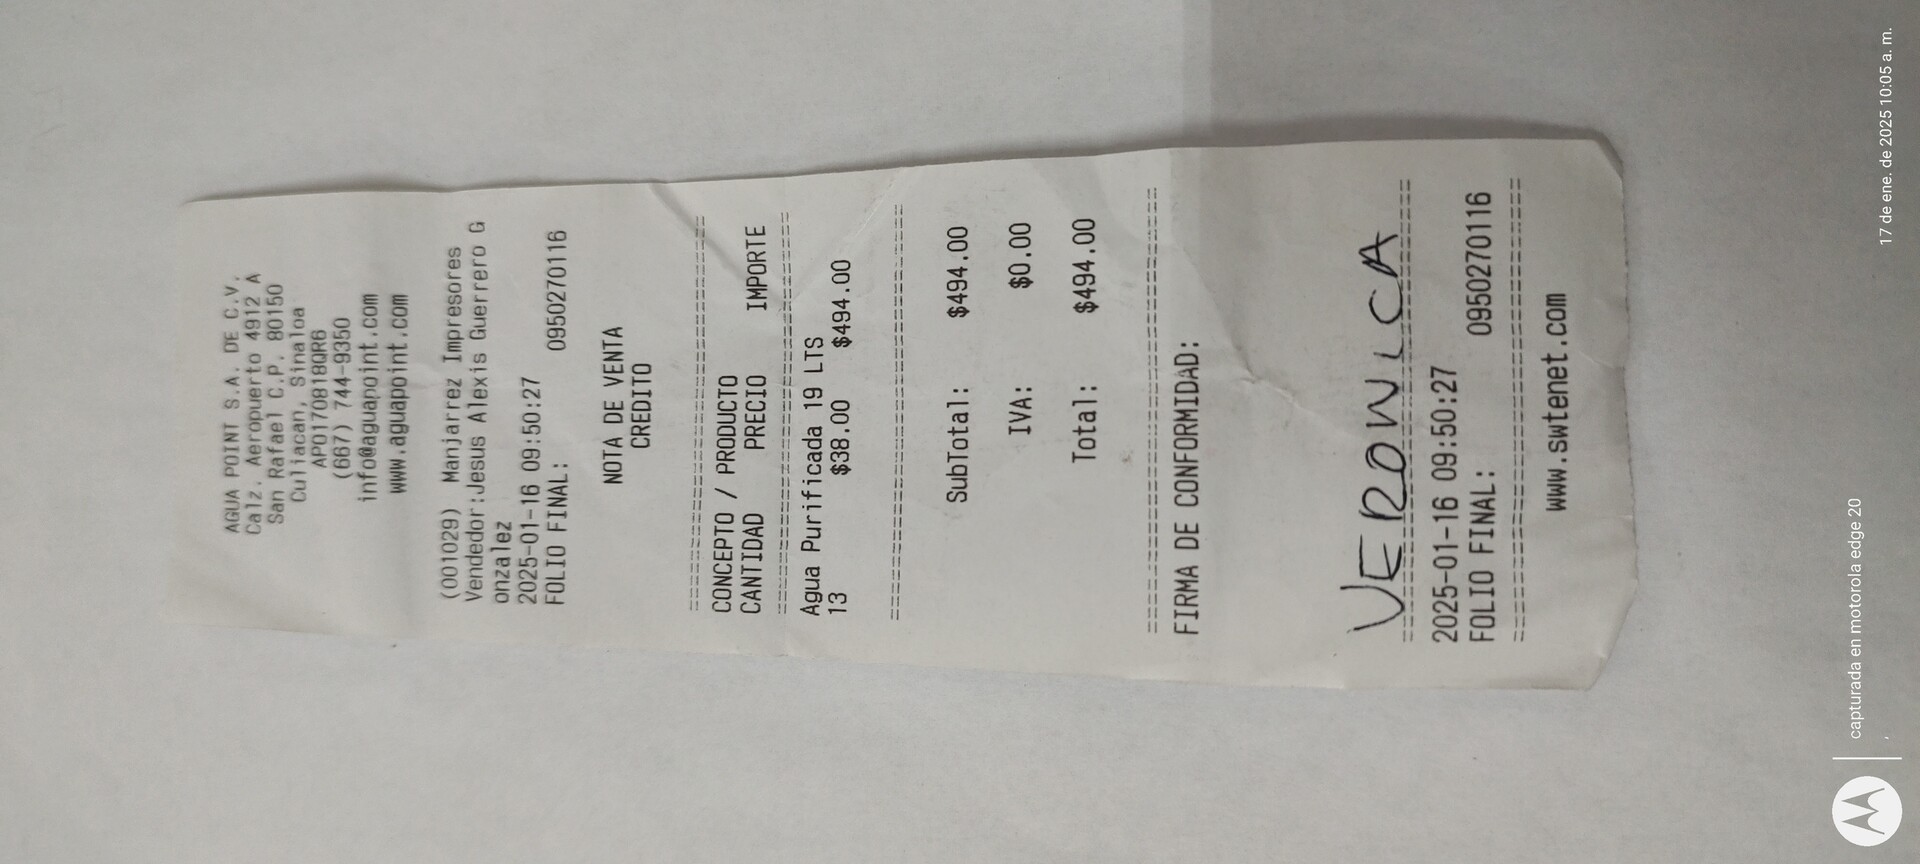 AGUA POINT S.A. DE C.V.
Calz. Aeropuerto 4912 A
San Rafael C.P. 80150
Culiacan, Sinaloa
APO170818QR6
(667) 744-9350
info@aguapoint.com
www.aguapoint.com
(001029) Manjarrez Impresores
Vendedor:Jesus Alexis Guerrero G
onzalez
2025-01-16 09:50:27
FOLIO FINAL: 0950270116
NOTA DE VENTA
CREDITO
================================
CONCEPTO / PRODUCTO
CANTIDAD PRECIO IMPORTE
================================
Agua Purificada 19 LTS
13 $38.00 $494.00
================================
SubTotal: $494.00
IVA: $0.00
Total: $494.00
================================
FIRMA DE CONFORMIDAD:
VERONICA
================================
2025-01-16 09:50:27
FOLIO FINAL: 0950270116
================================
www.swtenet.com
capturada en motorola edge 20
,
17 de ene. de 2025 10:05 a. m.